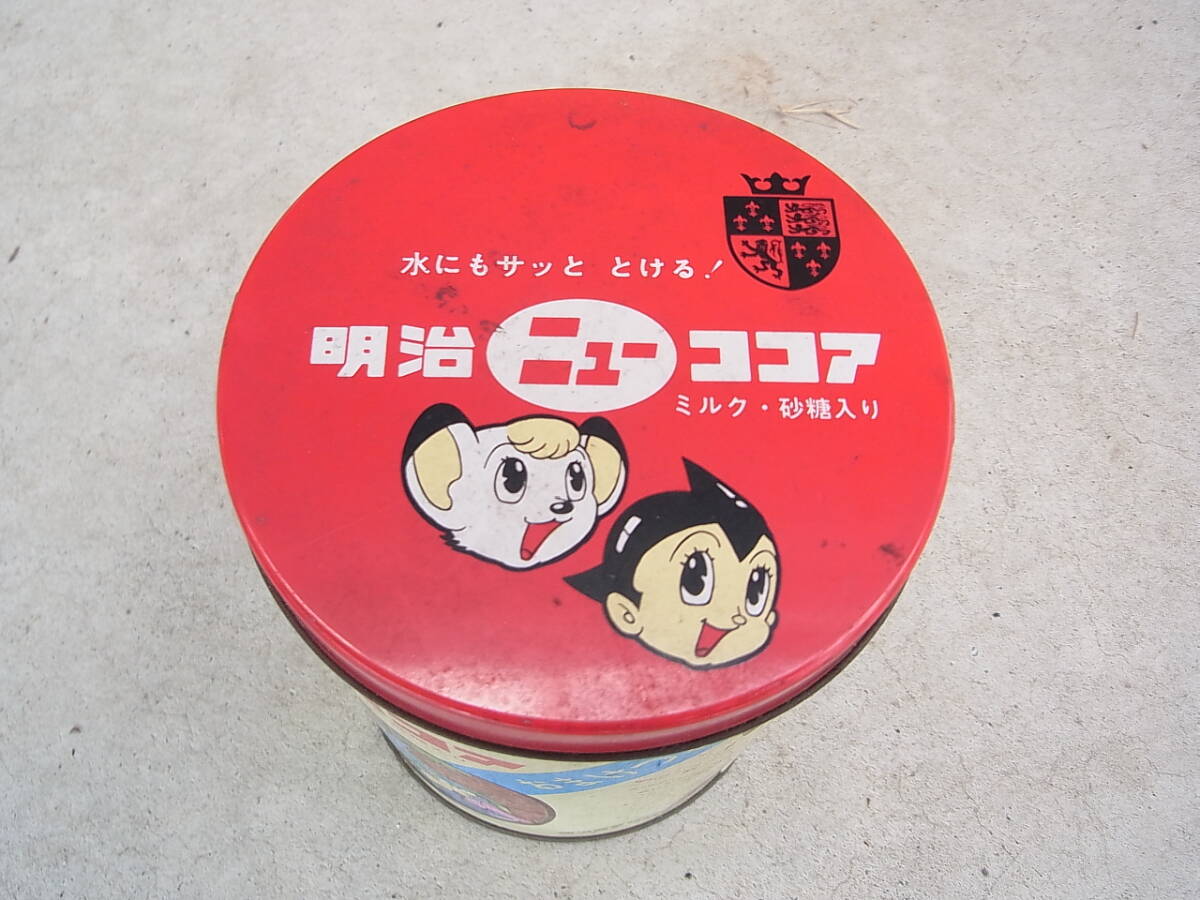 水にもサッと とける!
明治 ニュー ココア
ミルク・砂糖入り